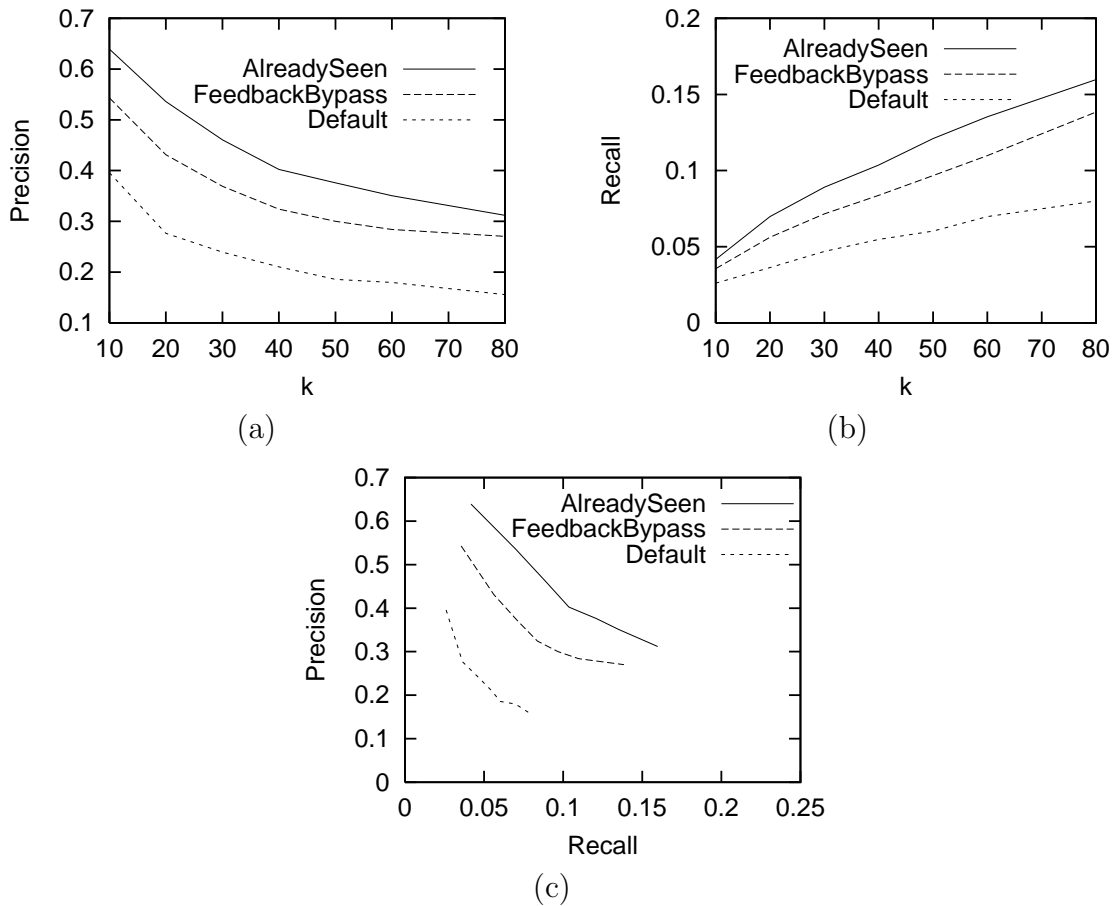 0.7
0.6
0.5
0.4
0.3
0.2
0.1
Precision
AlreadySeen
FeedbackBypass
Default
10 20 30 40 50 60 70 80
k
(a)
0.2
0.15
0.1
0.05
0
Recall
AlreadySeen
FeedbackBypass
Default
10 20 30 40 50 60 70 80
k
(b)
0.7
0.6
0.5
0.4
0.3
0.2
0.1
0
Precision
AlreadySeen
FeedbackBypass
Default
0 0.05 0.1 0.15 0.2 0.25
Recall
(c)